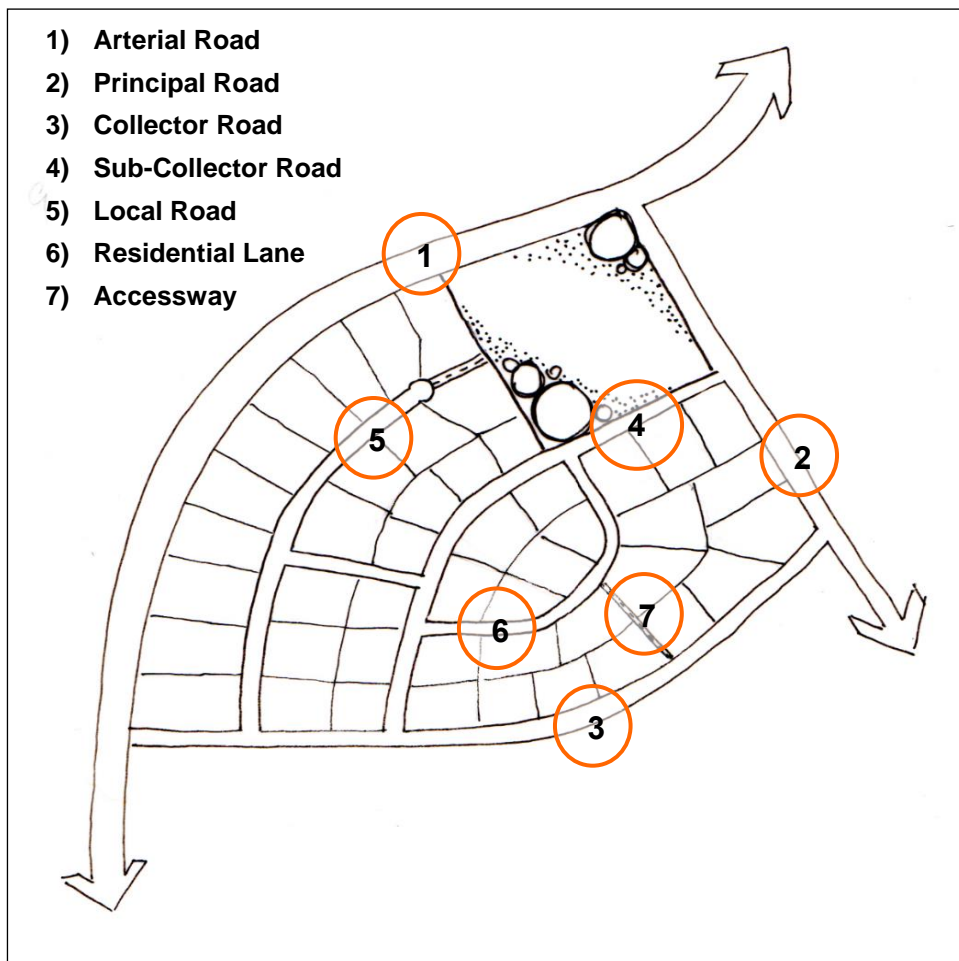 1) Arterial Road
2) Principal Road
3) Collector Road
4) Sub-Collector Road
5) Local Road
6) Residential Lane
7) Accessway
1
4
5
2
7
6
3